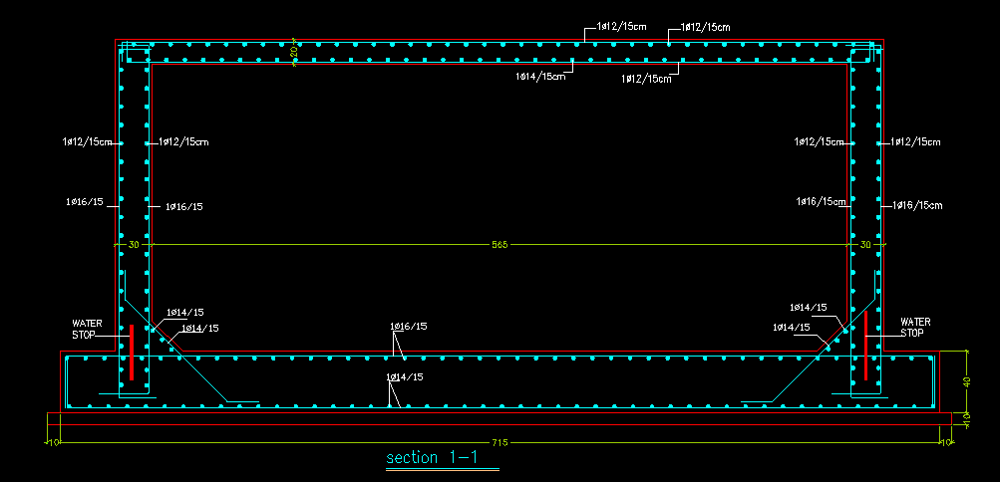 1ø12/15cm 1ø12/15cm
20
1ø14/15cm 1ø12/15cm
1ø12/15cm 1ø12/15cm 1ø12/15cm 1ø12/15cm
1ø16/15 1ø16/15 1ø16/15cm 1ø16/15cm
30 565 30
1ø14/15 1ø14/15
WATER STOP 1ø14/15 1ø16/15 1ø14/15 WATER STOP
1ø14/15
40
10
10 715 10
section 1-1